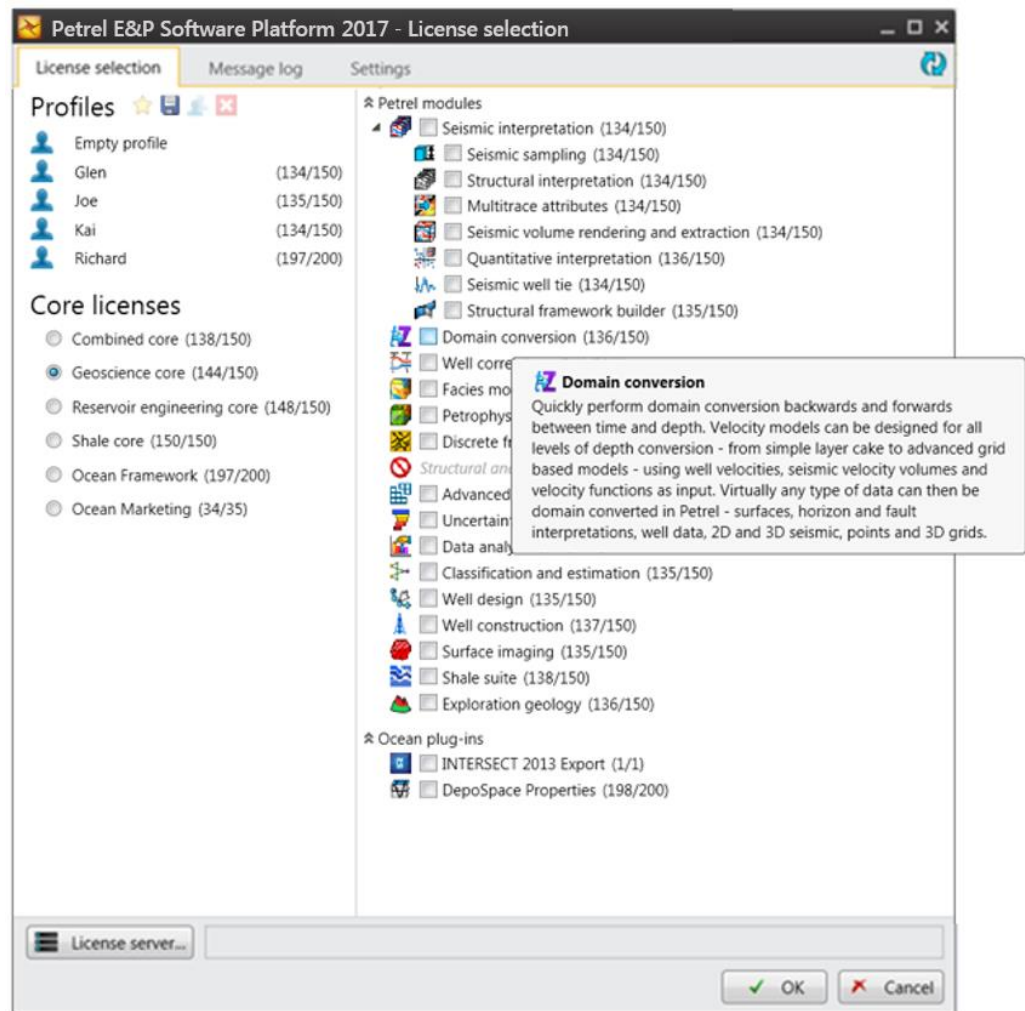 Petrel E&P Software Platform 2017 - License selection
License selection
Message log
Settings
Profiles
Empty profile
Glen (134/150)
Joe (135/150)
Kai (134/150)
Richard (197/200)
Core licenses
Combined core (138/150)
Geoscience core (144/150)
Reservoir engineering core (148/150)
Shale core (150/150)
Ocean Framework (197/200)
Ocean Marketing (34/35)
Petrel modules
Seismic interpretation (134/150)
Seismic sampling (134/150)
Structural interpretation (134/150)
Multitrace attributes (134/150)
Seismic volume rendering and extraction (134/150)
Quantitative interpretation (136/150)
Seismic well tie (134/150)
Structural framework builder (135/150)
Domain conversion (136/150)
Well corre
Facies mo
Petrophys
Discrete fr
Structural an
Advanced
Uncertain
Data analy
Classification and estimation (135/150)
Well design (135/150)
Well construction (137/150)
Surface imaging (135/150)
Shale suite (138/150)
Exploration geology (136/150)
Ocean plug-ins
INTERSECT 2013 Export (1/1)
DepoSpace Properties (198/200)
Domain conversion
Quickly perform domain conversion backwards and forwards
between time and depth. Velocity models can be designed for all
levels of depth conversion - from simple layer cake to advanced grid
based models - using well velocities, seismic velocity volumes and
velocity functions as input. Virtually any type of data can then be
domain converted in Petrel - surfaces, horizon and fault
interpretations, well data, 2D and 3D seismic, points and 3D grids.
License server...
OK
Cancel